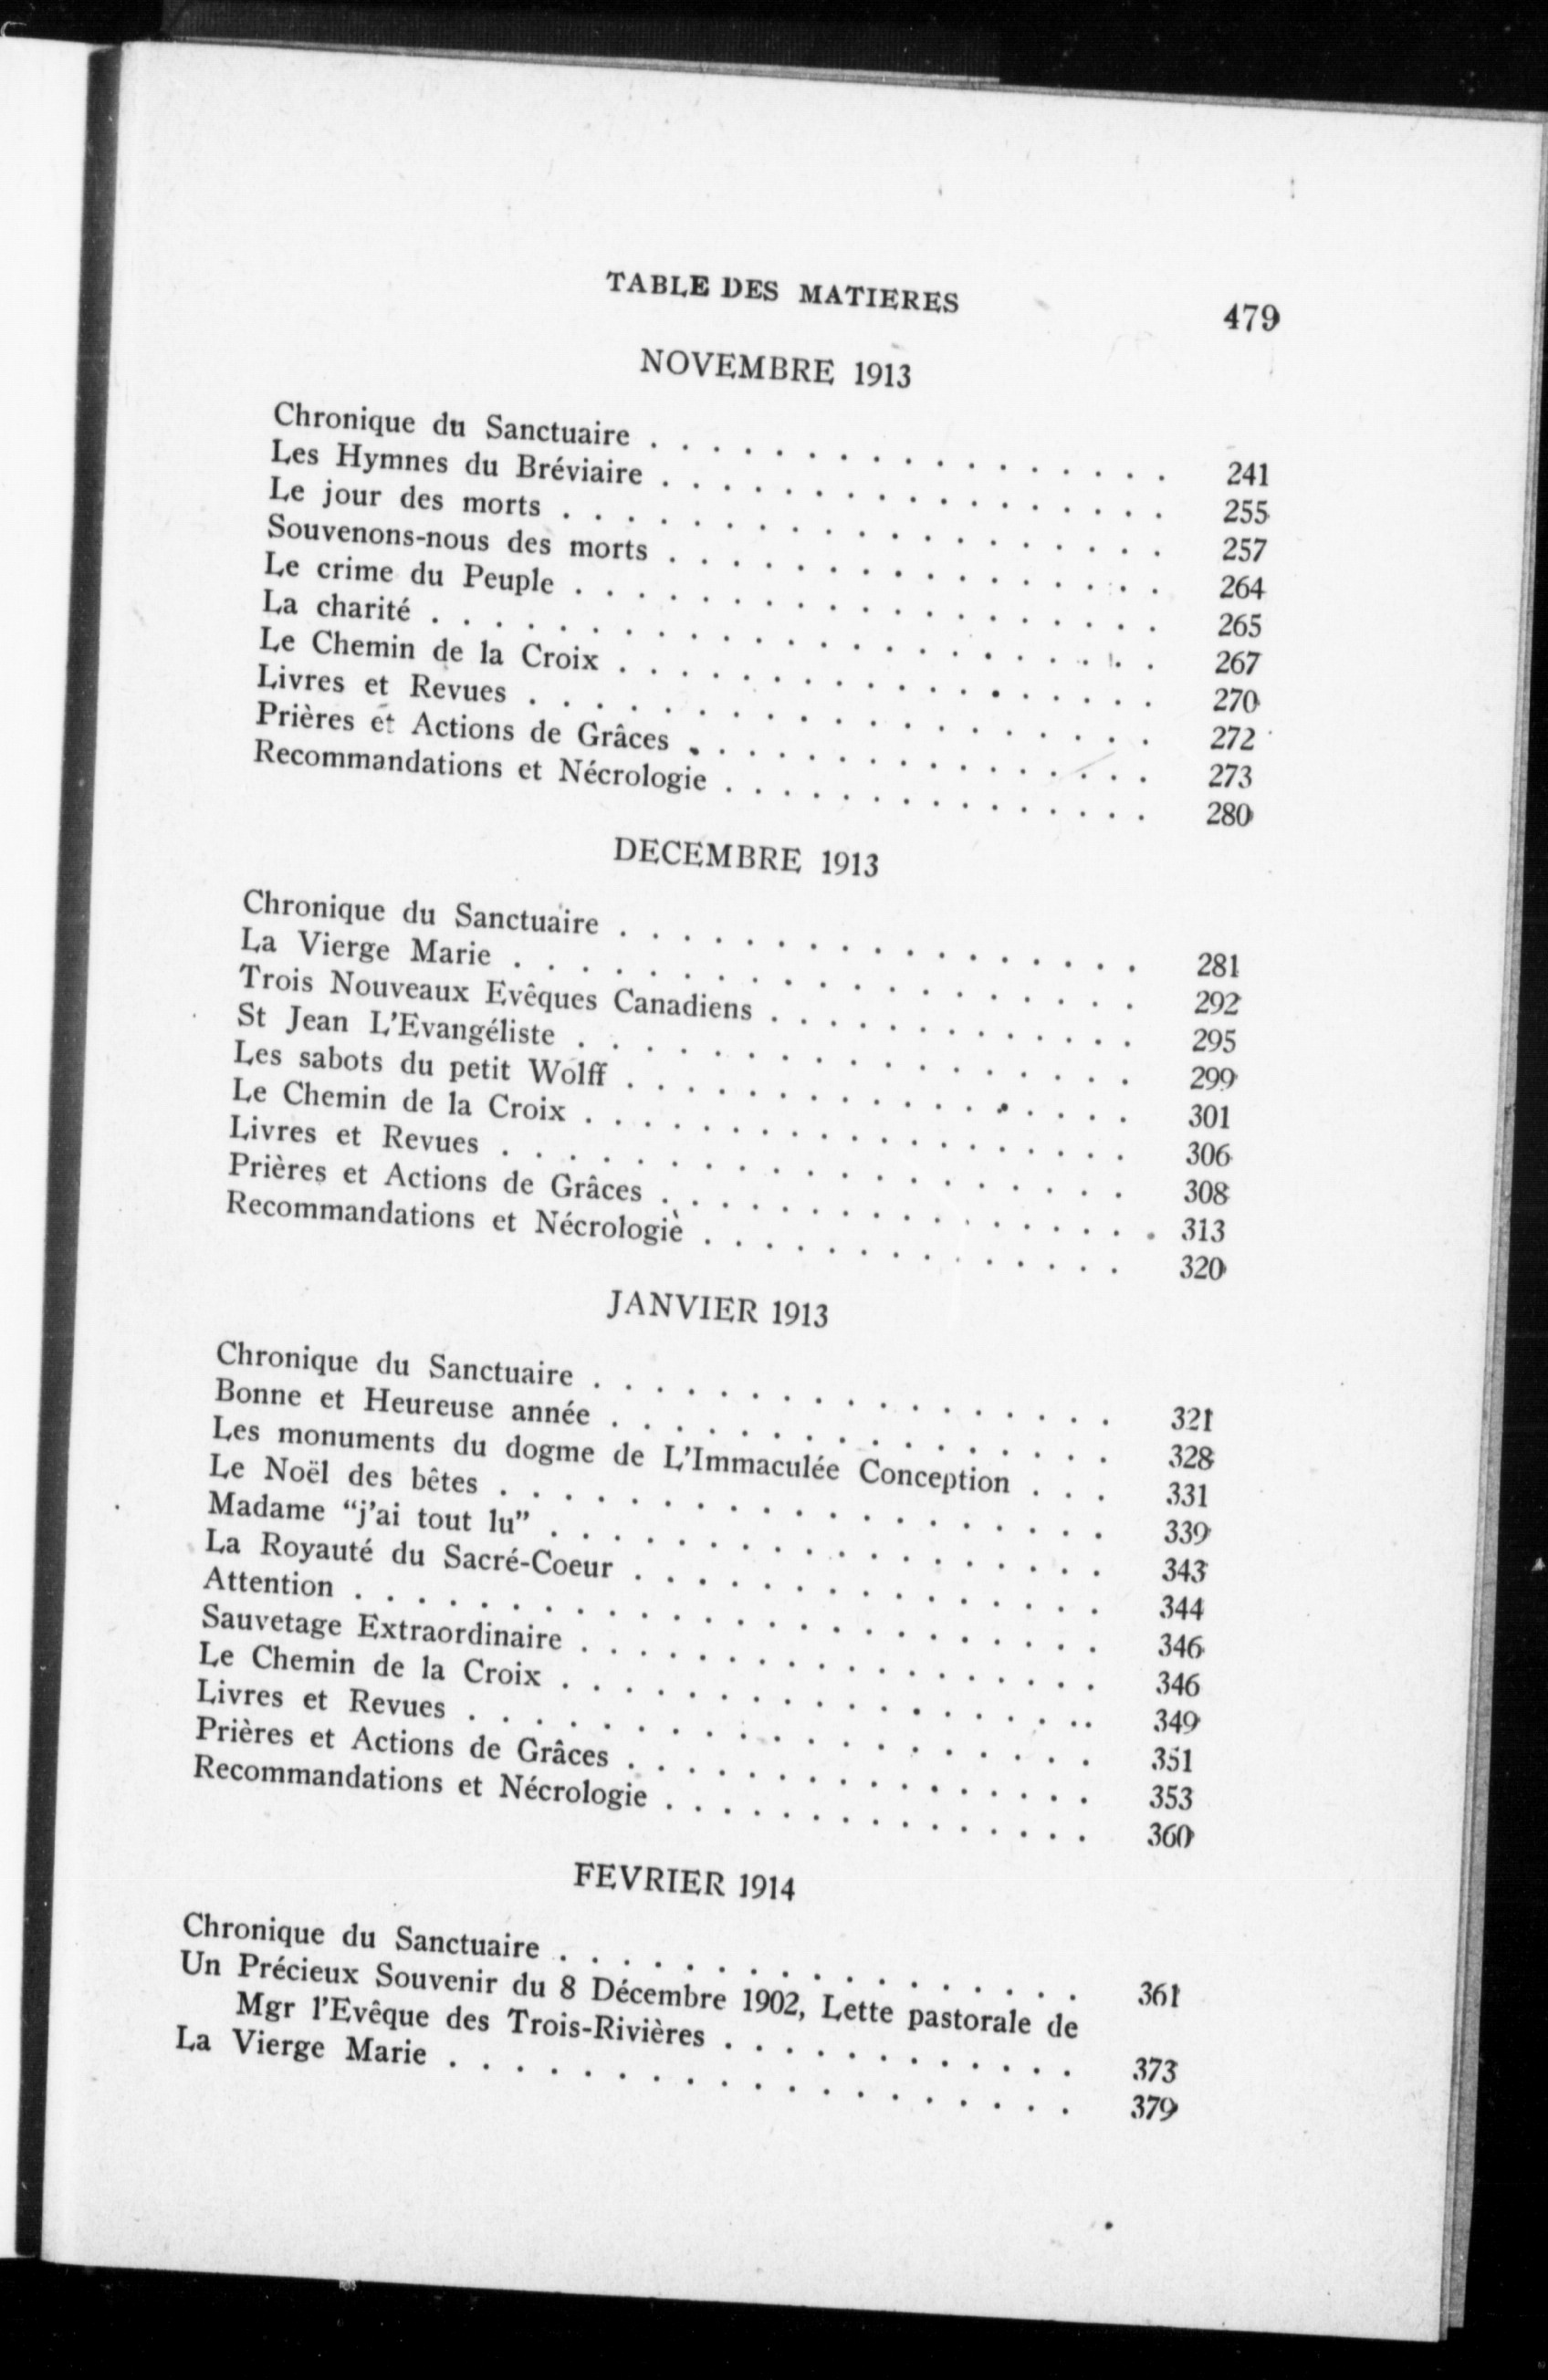 TABLE DES MATIERES 479
NOVEMBRE 1913
Chronique du Sanctuaire . . . . . . . . . . . . . . . . . 241
Les Hymnes du Bréviaire . . . . . . . . . . . . . . . . . 255
Le jour des morts . . . . . . . . . . . . . . . . . . . 257
Souvenons-nous des morts . . . . . . . . . . . . . . . . 264
Le crime du Peuple . . . . . . . . . . . . . . . . . . . 265
La charité . . . . . . . . . . . . . . . . . . . . . . . 267
Le Chemin de la Croix . . . . . . . . . . . . . . . . . 270
Livres et Revues . . . . . . . . . . . . . . . . . . . . 272
Prières et Actions de Grâces . . . . . . . . . . . . . . . 273
Recommandations et Nécrologie . . . . . . . . . . . . . . 280
DECEMBRE 1913
Chronique du Sanctuaire . . . . . . . . . . . . . . . . . 281
La Vierge Marie . . . . . . . . . . . . . . . . . . . . 292
Trois Nouveaux Evêques Canadiens . . . . . . . . . . . . 295
St Jean L'Evangéliste . . . . . . . . . . . . . . . . . . 299
Les sabots du petit Wolff . . . . . . . . . . . . . . . . 301
Le Chemin de la Croix . . . . . . . . . . . . . . . . . . 306
Livres et Revues . . . . . . . . . . . . . . . . . . . . 308
Prières et Actions de Grâces . . . . . . . . . . . . . . . . 313
Recommandations et Nécrologie . . . . . . . . . . . . . . 320
JANVIER 1913
Chronique du Sanctuaire . . . . . . . . . . . . . . . . . 321
Bonne et Heureuse année . . . . . . . . . . . . . . . . . 328
Les monuments du dogme de L'Immaculée Conception . . . 331
Le Noël des bêtes . . . . . . . . . . . . . . . . . . . 339
Madame “j'ai tout lu” . . . . . . . . . . . . . . . . . . 343
La Royauté du Sacré-Coeur . . . . . . . . . . . . . . . 344
Attention . . . . . . . . . . . . . . . . . . . . . . . . 346
Sauvetage Extraordinaire . . . . . . . . . . . . . . . . . 346
Le Chemin de la Croix . . . . . . . . . . . . . . . . . .. 349
Livres et Revues . . . . . . . . . . . . . . . . . . . . 351
Prières et Actions de Grâces . . . . . . . . . . . . . . . 353
Recommandations et Nécrologie . . . . . . . . . . . . . . 360
FEVRIER 1914
Chronique du Sanctuaire . . . . . . . . . . . . . . . . . 361
Un Précieux Souvenir du 8 Décembre 1902, Lette pastorale de
Mgr l'Evêque des Trois-Rivières . . . . . . . . . . . . 373
La Vierge Marie . . . . . . . . . . . . . . . . . . . . 379